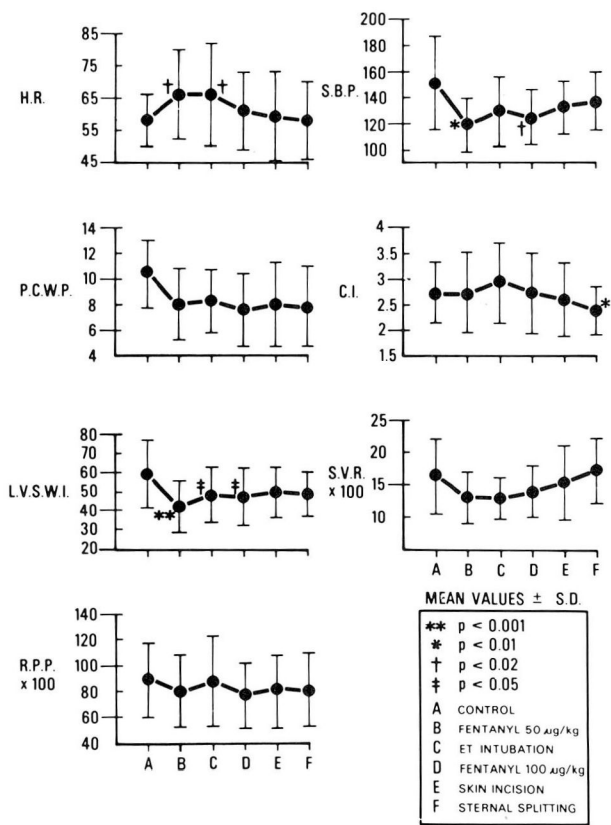 85
H.R. 75
65
55
45
† †
200
S.B.P. 180
160
140
120
100
* †
14
12
P.C.W.P. 10
8
6
4
4
3.5
C.I. 3
2.5
2
1.5
*
80
70
60
L.V.S.W.I. 50
40
30
20
** ‡ ‡
25
S.V.R. 20
x 100 15
10
A B C D E F
140
120
R.P.P. 100
x 100 80
60
40
A B C D E F
MEAN VALUES ± S.D.
** p < 0.001
* p < 0.01
† p < 0.02
‡ p < 0.05
A CONTROL
B FENTANYL 50 µg/kg
C ET INTUBATION
D FENTANYL 100 µg/kg
E SKIN INCISION
F STERNAL SPLITTING